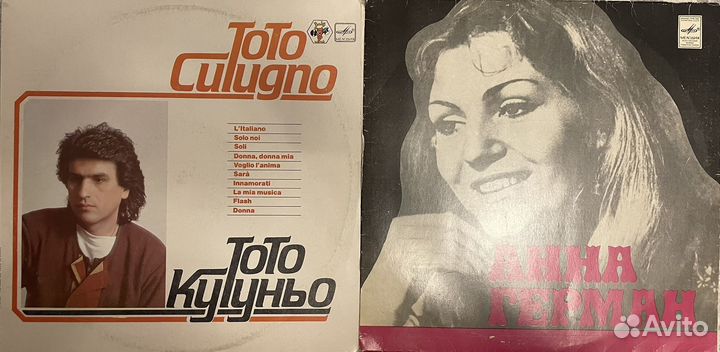 Toto
Cutugno
L'Italiano
Solo noi
Soli
Donna, donna mia
Voglio l'anima
Sarà
Innamorati
La mia musica
Flash
Donna
Тото
Кутуньо
МЕЛОДИЯ
АННА
ГЕРМАН
Avito